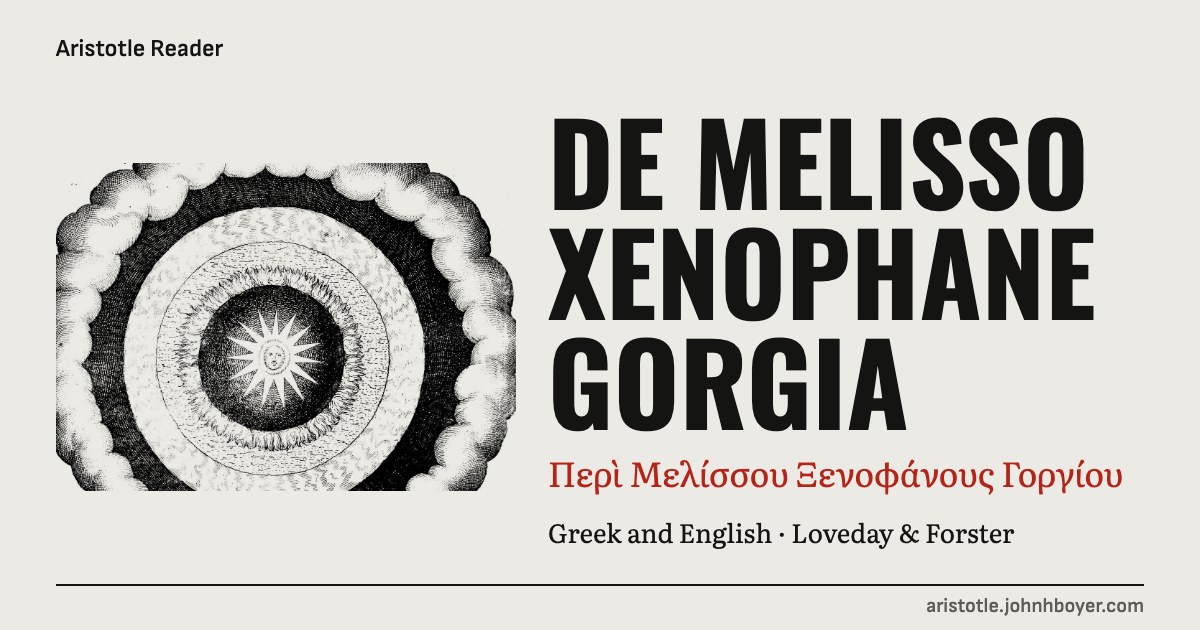 Aristotle Reader
DE MELISSO
XENOPHANE
GORGIA
Περὶ Μελίσσου Ξενοφάνους Γοργίου
Greek and English · Loveday & Forster
aristotle.johnhboyer.com